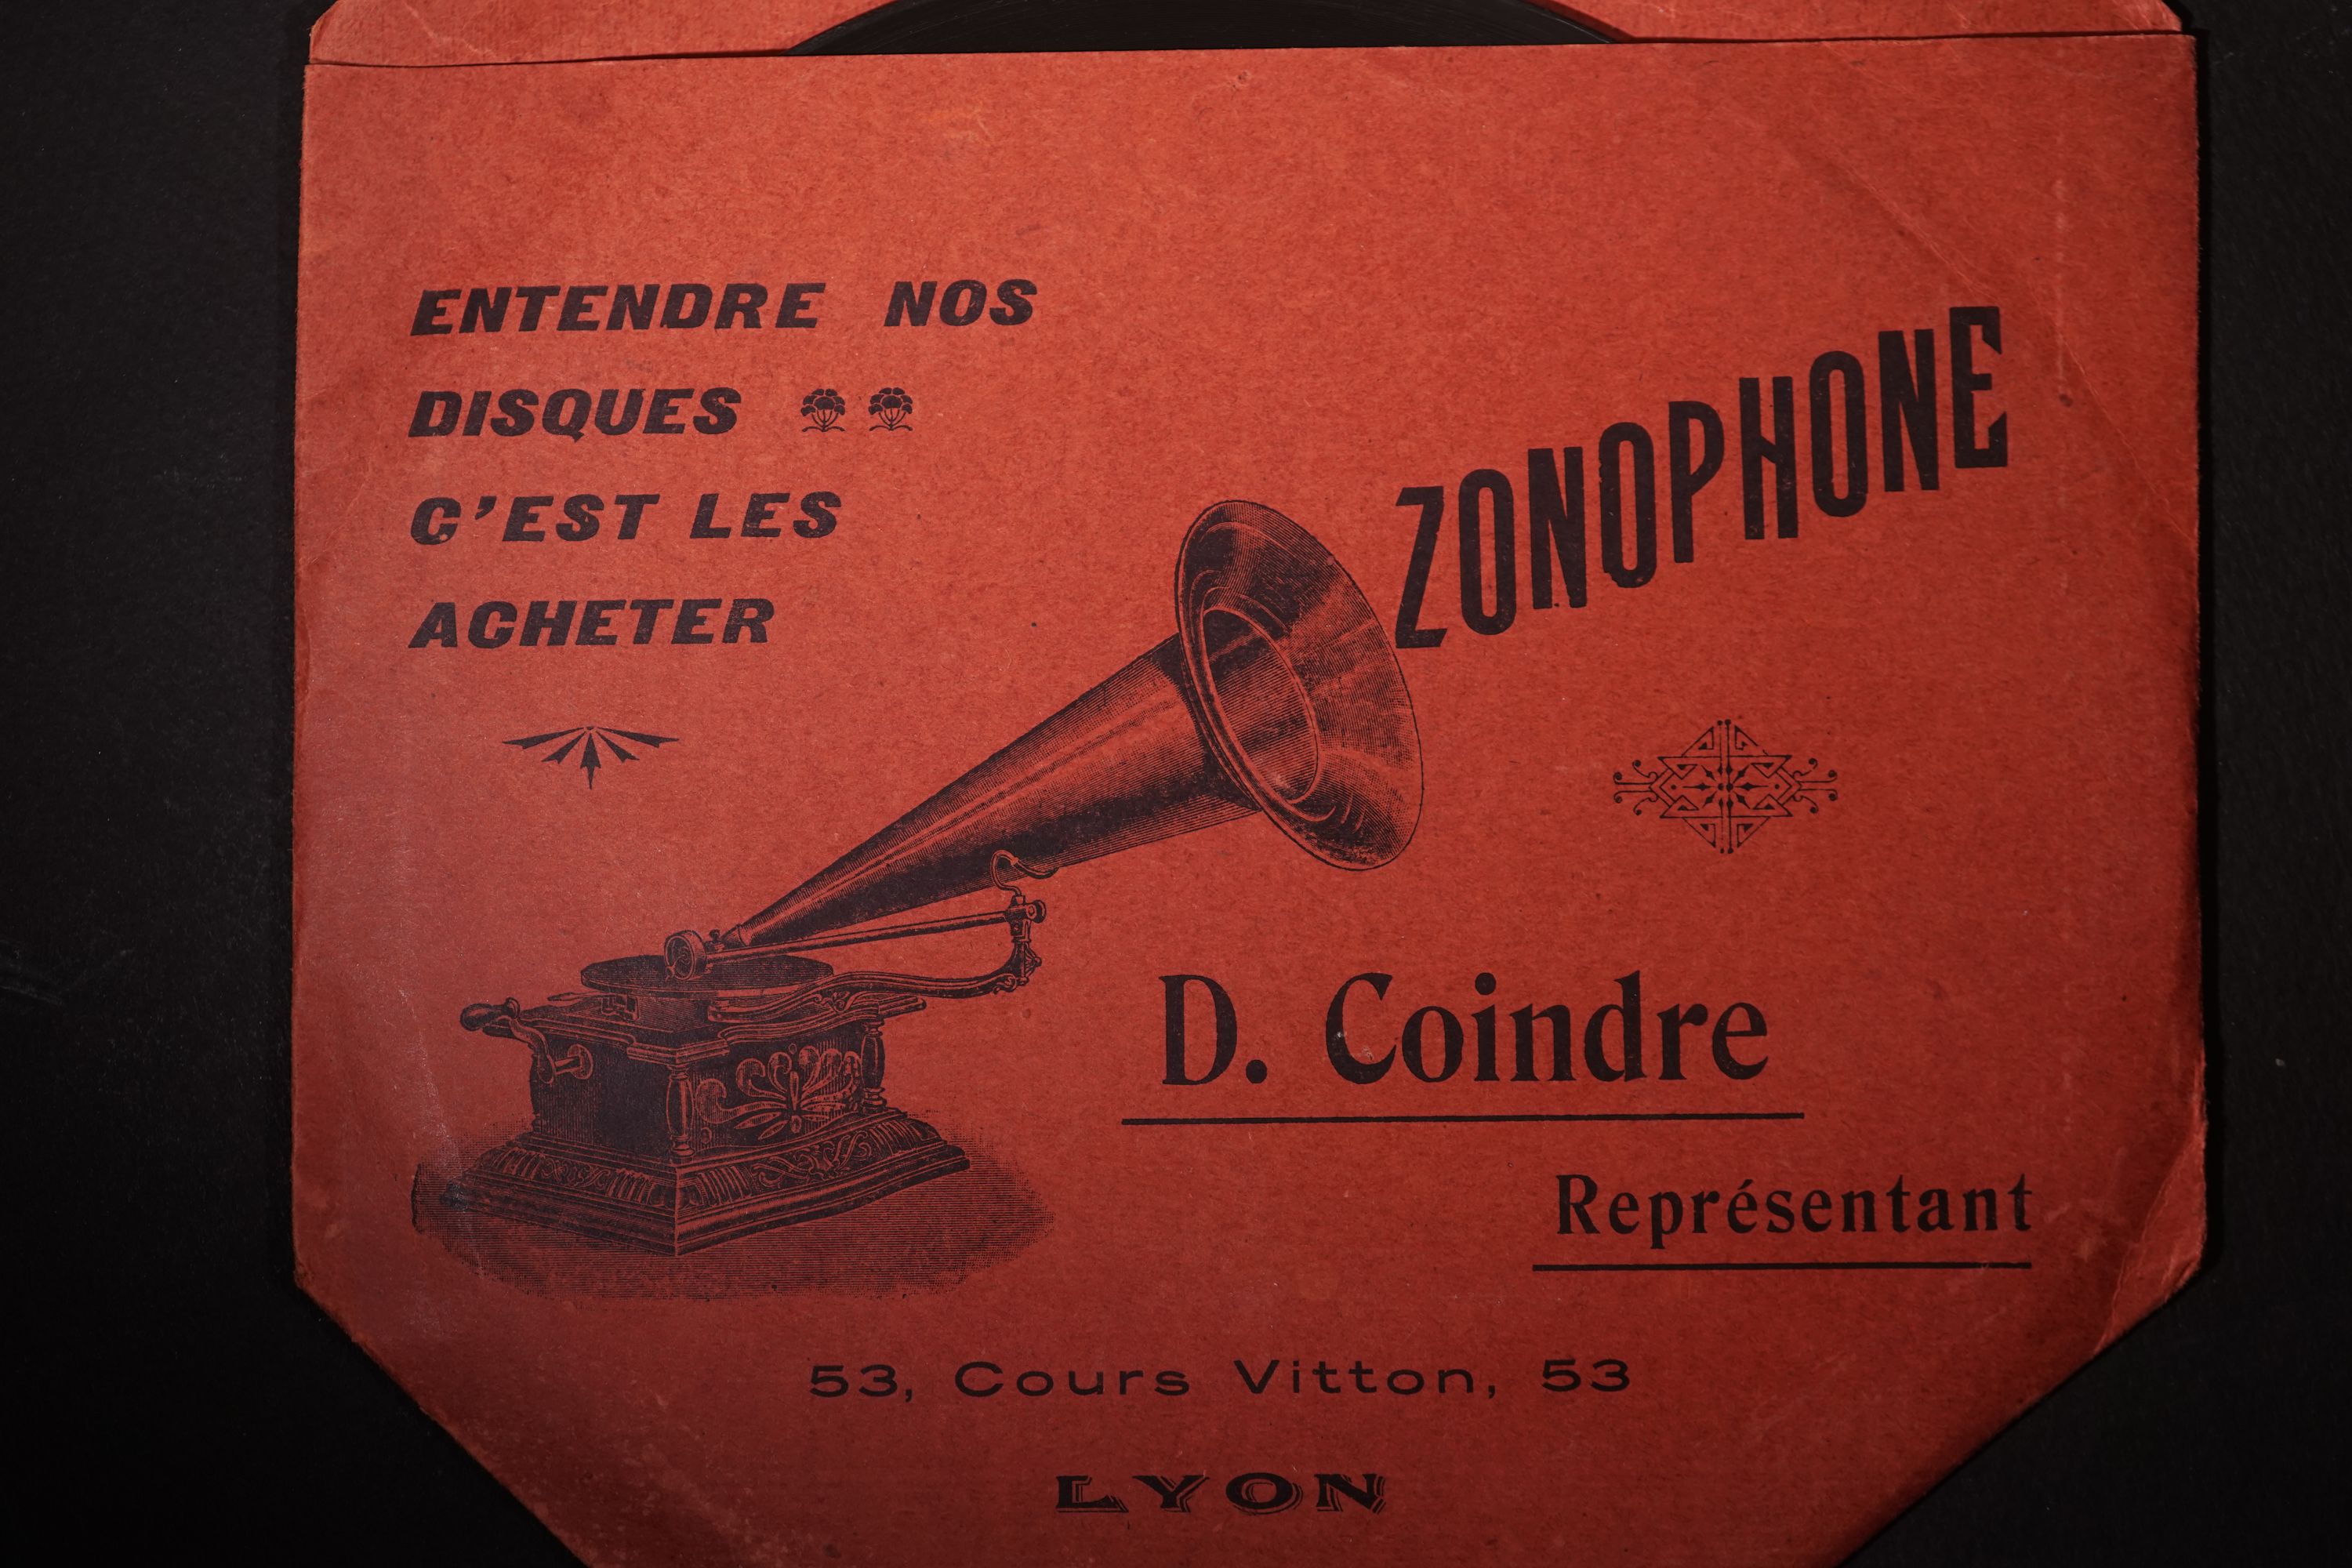 ENTENDRE NOS
DISQUES
C'EST LES
ACHETER
ZONOPHONE
D. Coindre
Représentant
53, Cours Vitton, 53
LYON